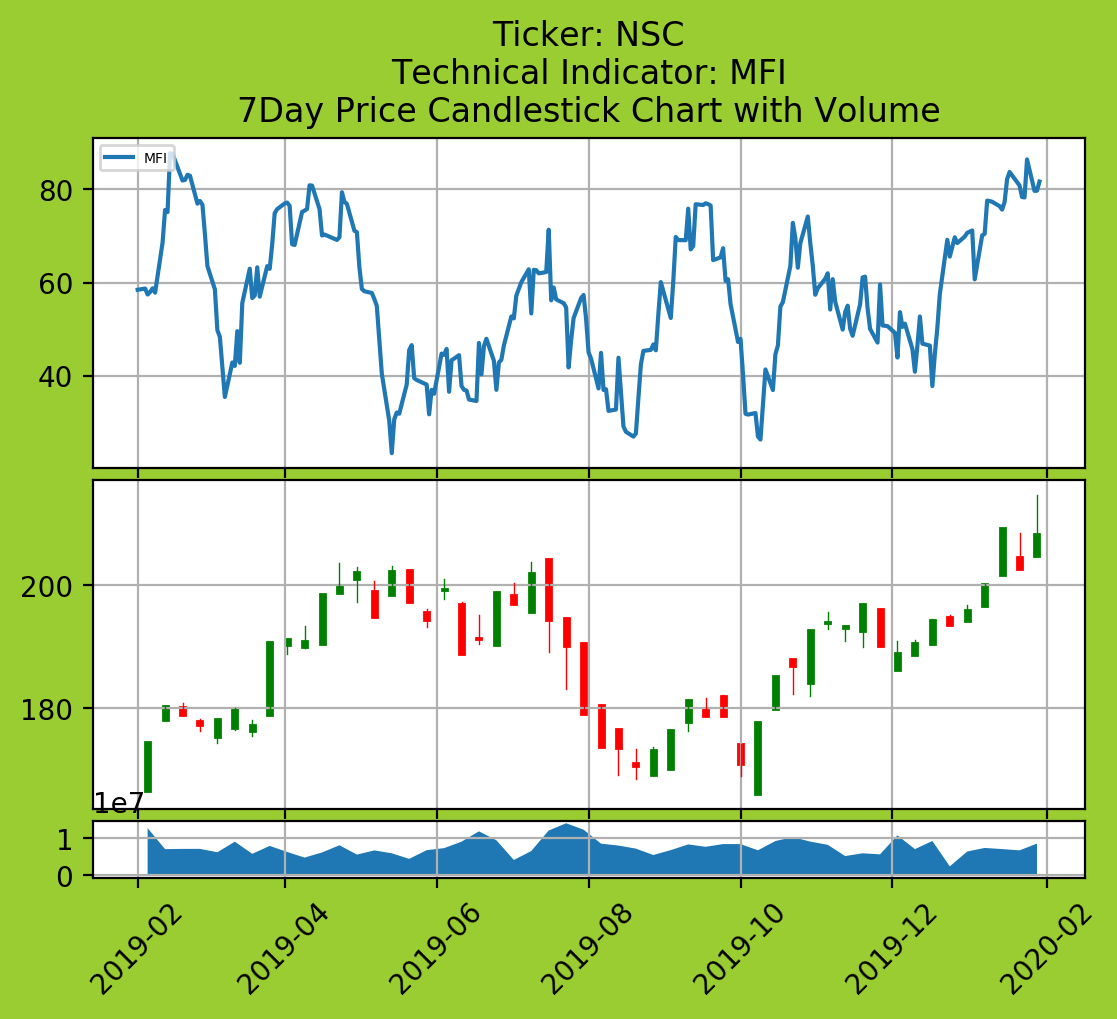 Ticker: NSC
Technical Indicator: MFI
7Day Price Candlestick Chart with Volume
MFI
80
60
40
200
180
1e7
1
0
2019-02
2019-04
2019-06
2019-08
2019-10
2019-12
2020-02